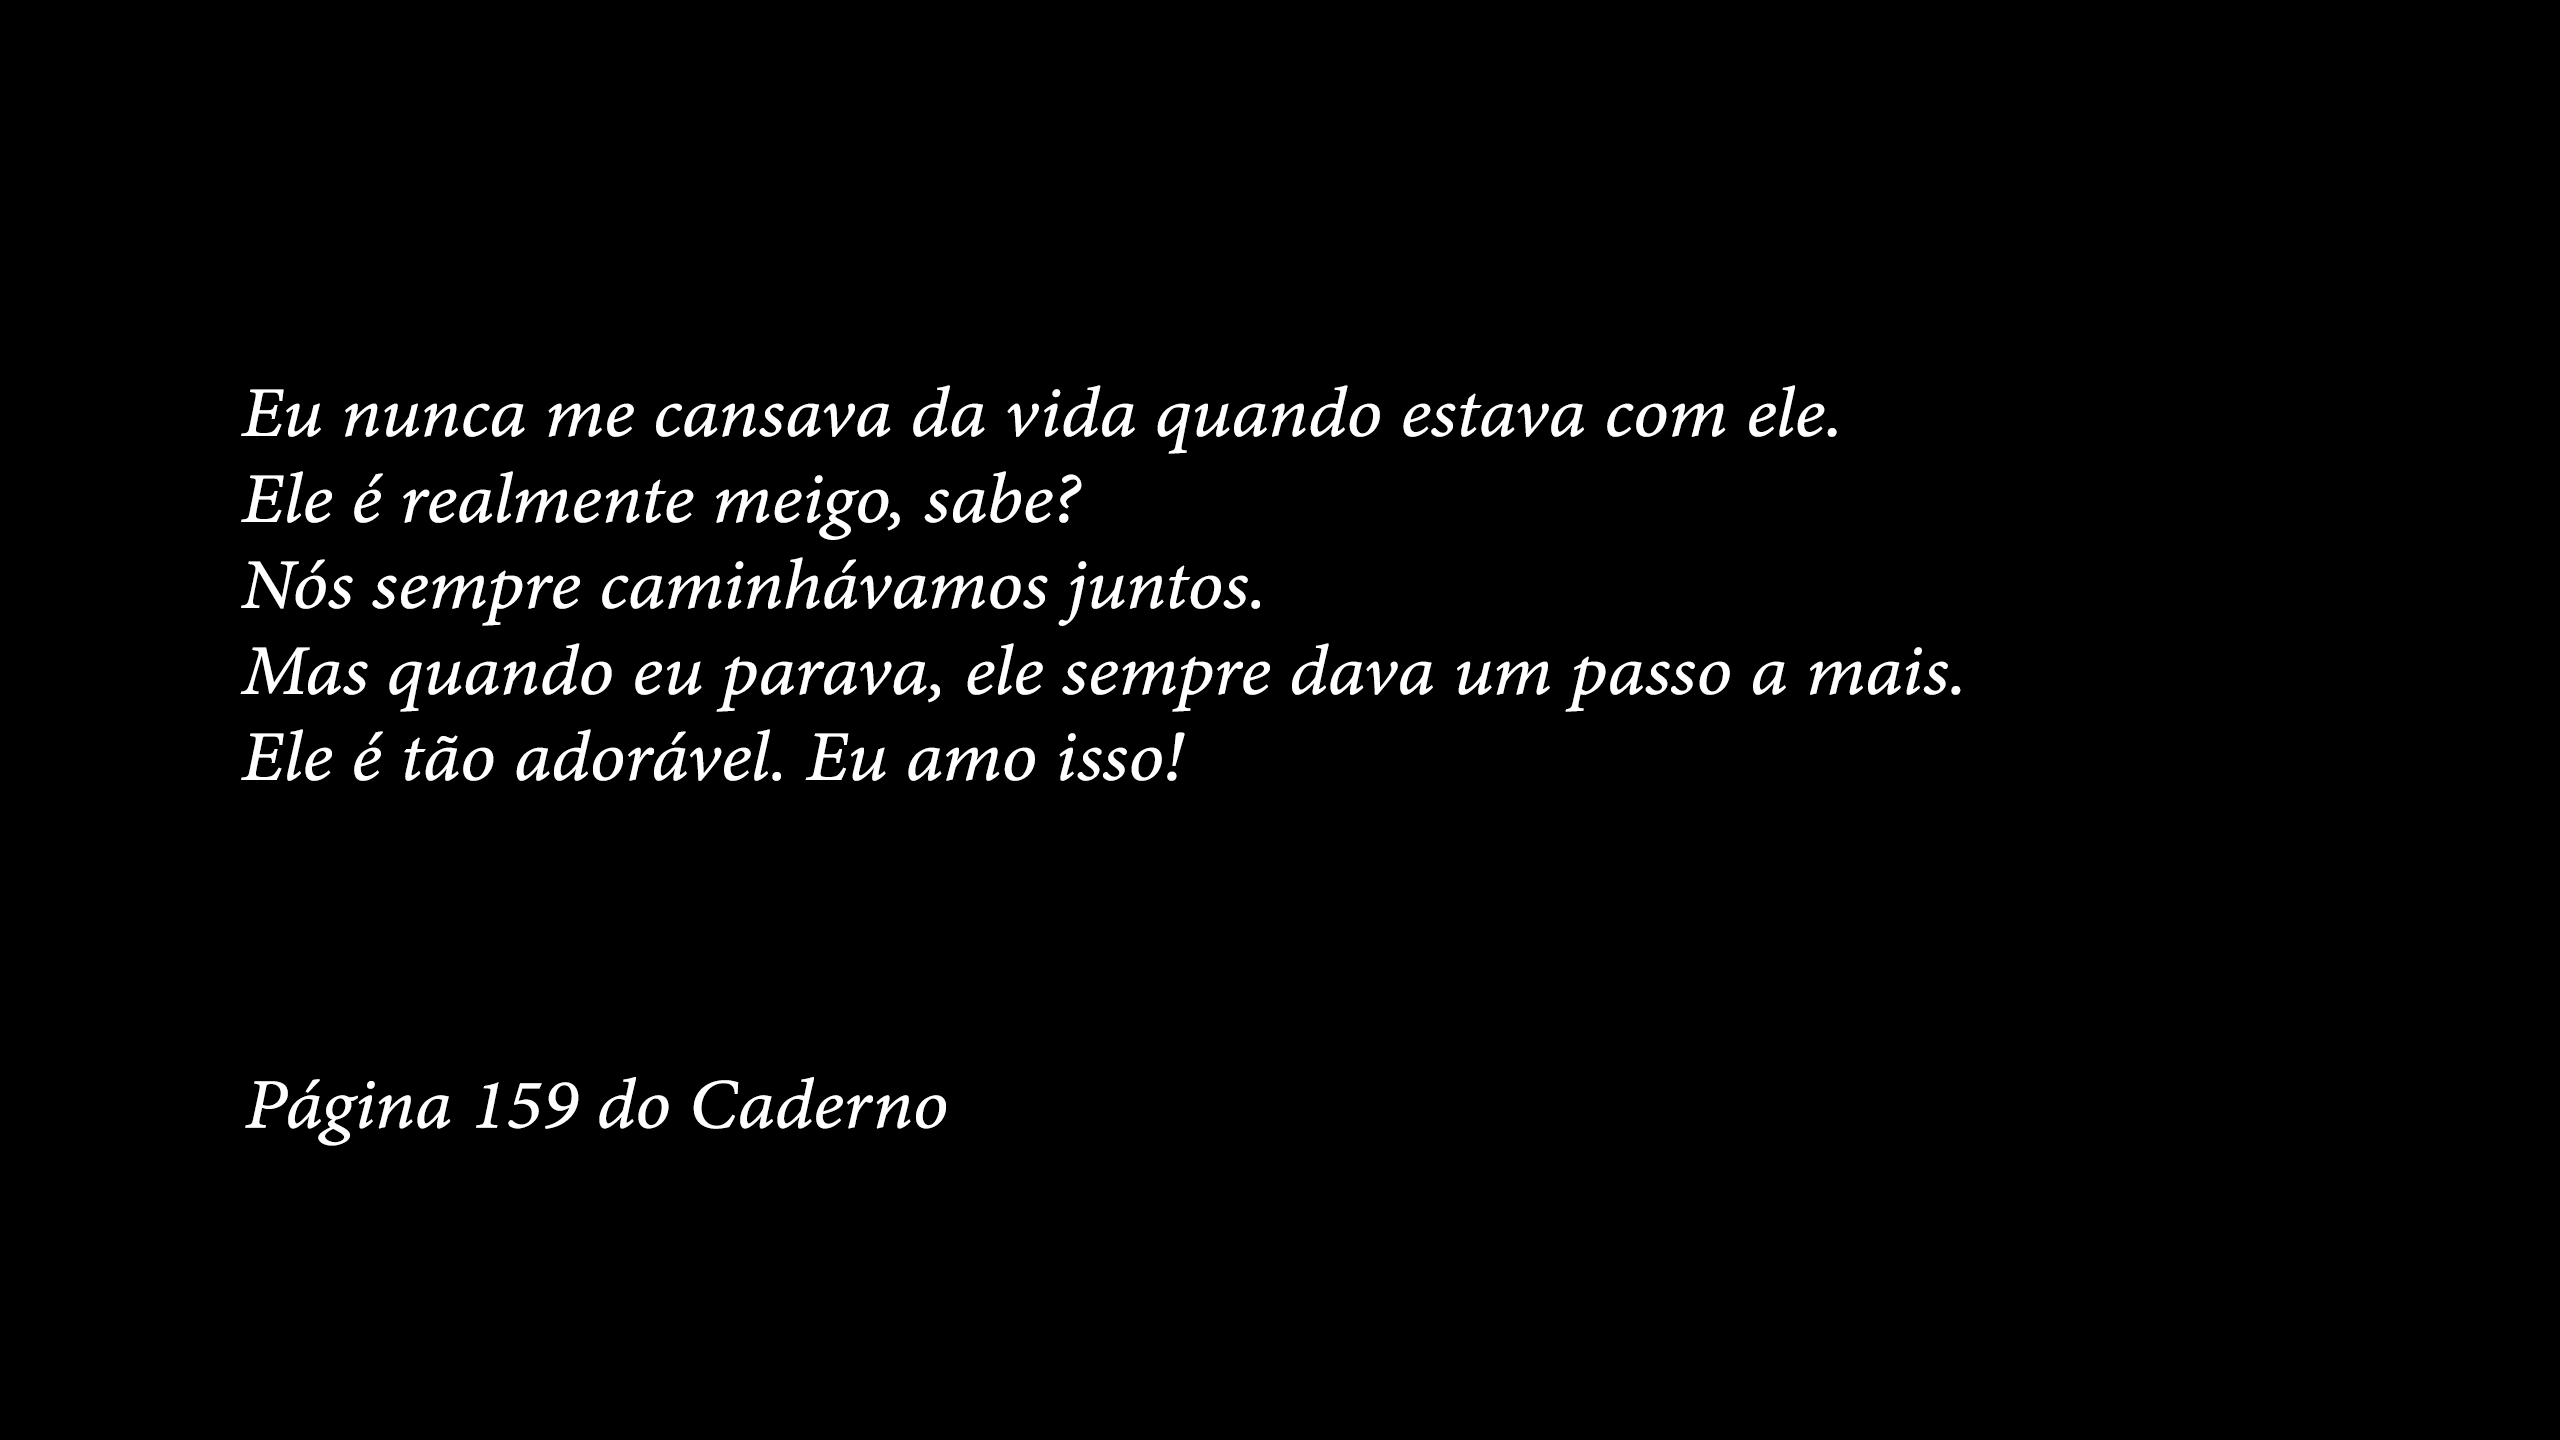 Eu nunca me cansava da vida quando estava com ele.
Ele é realmente meigo, sabe?
Nós sempre caminhávamos juntos.
Mas quando eu parava, ele sempre dava um passo a mais.
Ele é tão adorável. Eu amo isso!
Página 159 do Caderno